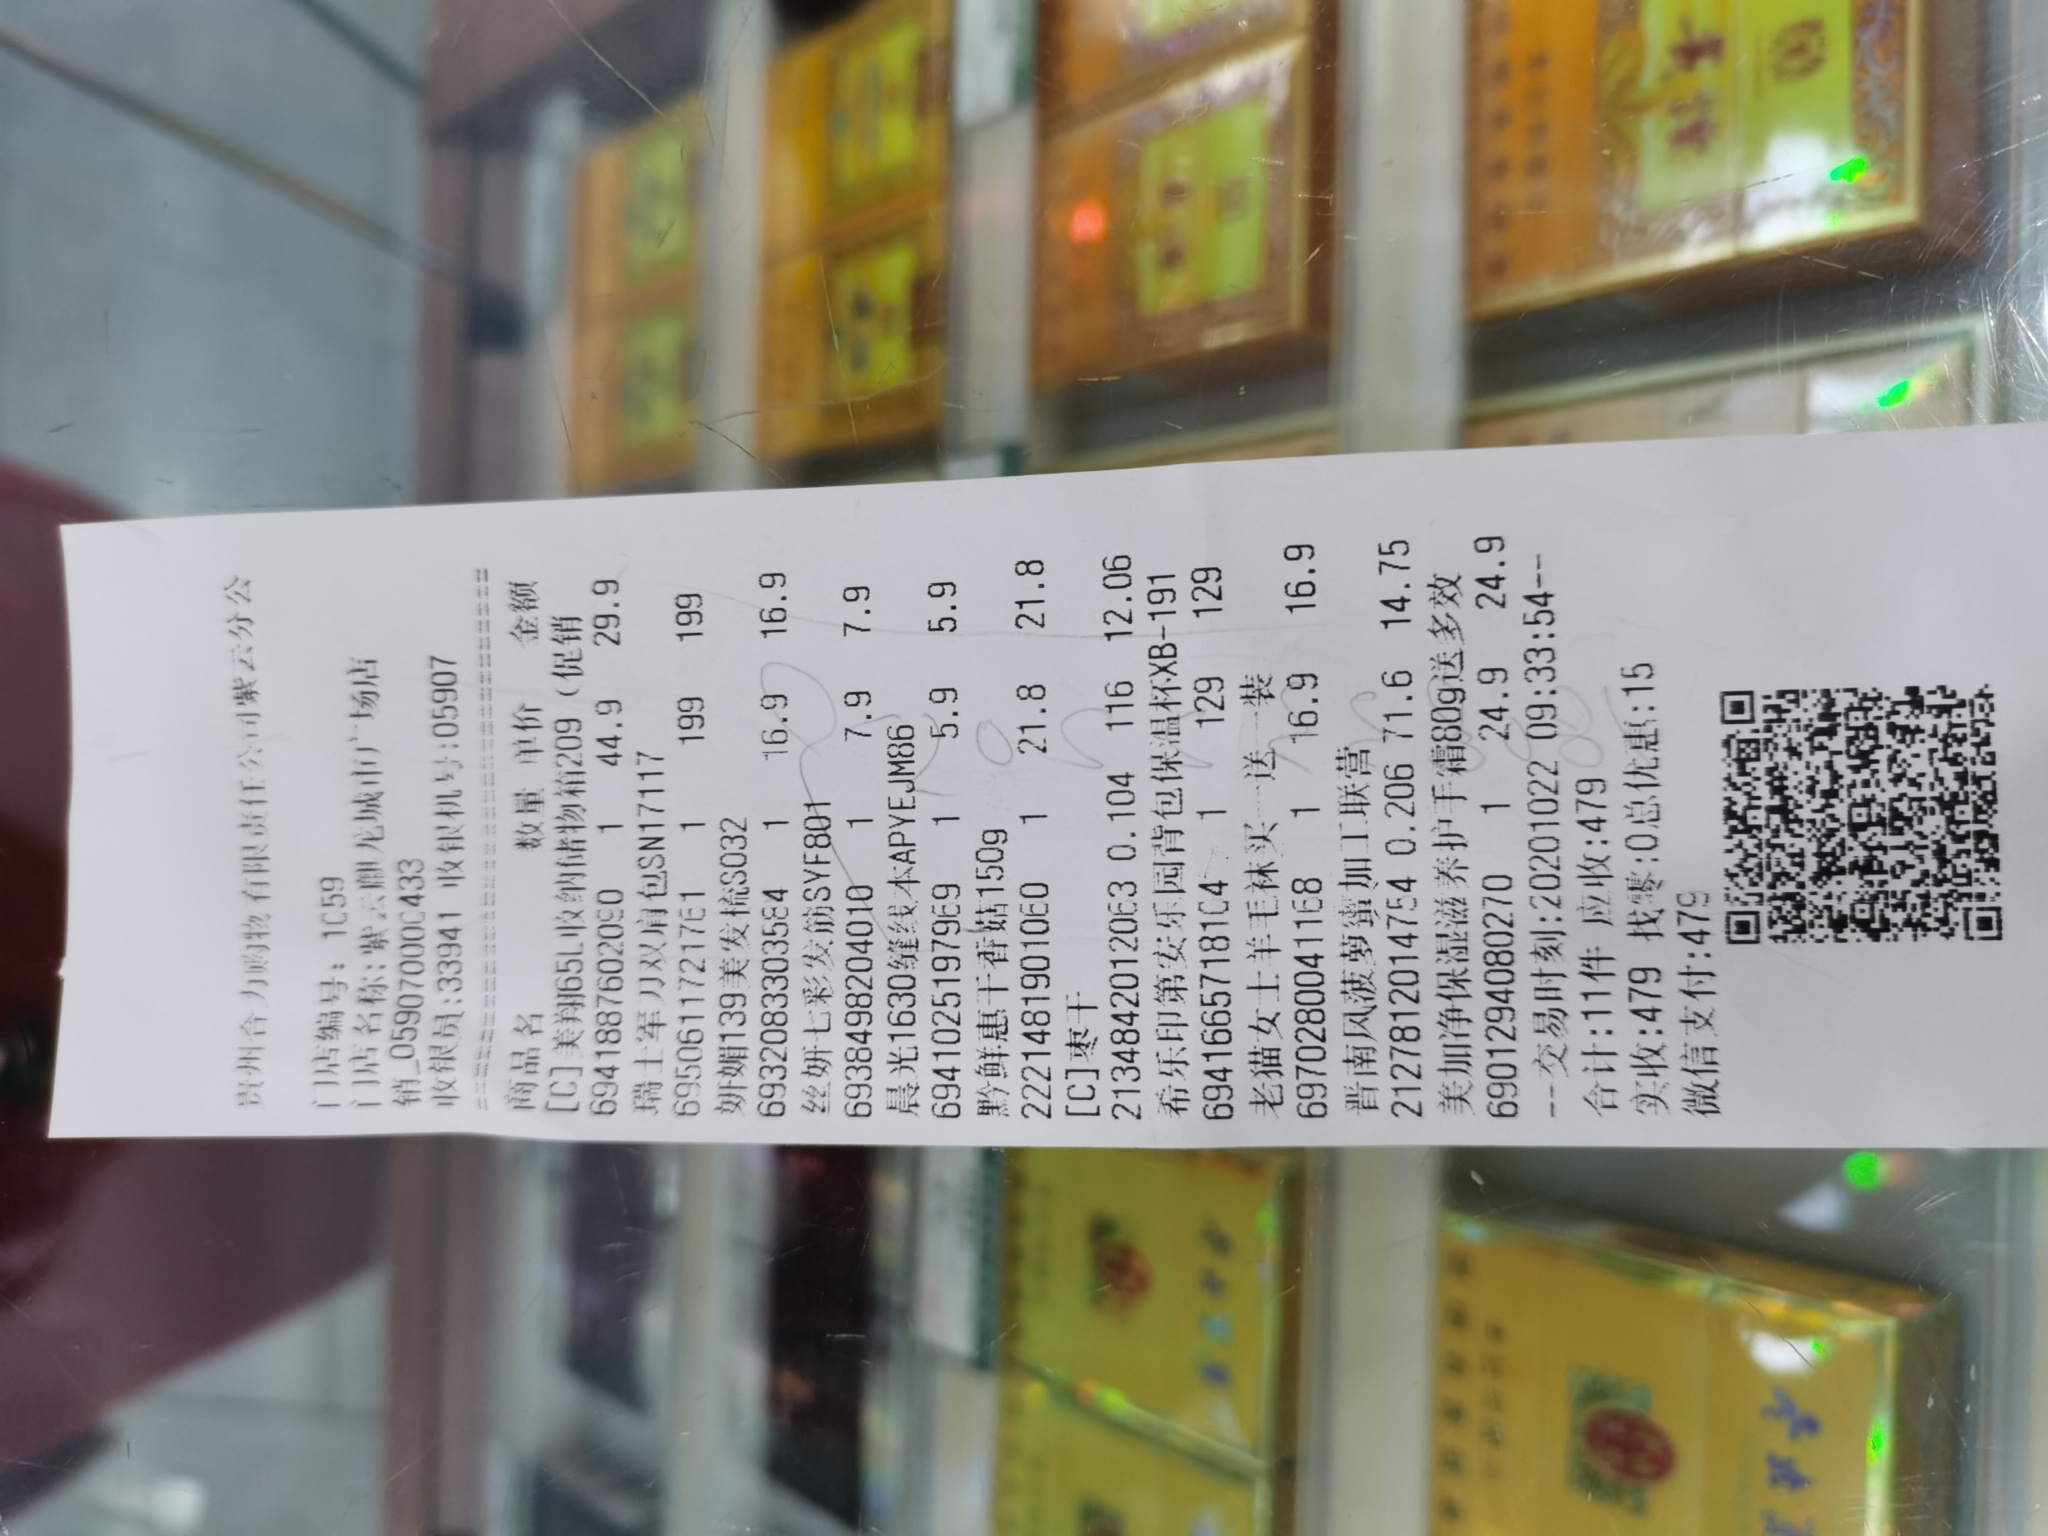 贵州合力购物有限责任公司紫云分公
门店编号: 1C59
门店名称:紫云麒龙城市广场店
销_059070000C433
收银员:33941 收银机号:05907
商品名 数量 单价 金额
[C]美翔65L收纳储物箱209（促销
6941887602090 1 44.9 29.9
瑞士军刀双肩包SN17117
69506117217E1 1 199 199
妍媚139美发梳S032
6932083303584 1 16.9 16.9
丝妍七彩发筋SYF801
6938498204010 1 7.9 7.9
晨光1630缝线本APYEJM86
6941025197969 1 5.9 5.9
黔鲜惠干香菇150g
2221481901060 1 21.8 21.8
[C]枣干
2134842012063 0.104 116 12.06
希乐印第安乐园背包保温杯XB-191
69416657181C4 1 129 129
老猫女士羊毛袜买一送一装
69702800411E8 1 16.9 16.9
晋南风菠萝蜜加工联营
2127812014754 0.206 71.6 14.75
美加净保湿滋养护手霜80g送多效
6901294080270 1 24.9 24.9
--交易时刻:20201022 09:33:54--
合计:11件 应收:479
实收:479 找零:0总优惠:15
微信支付:479